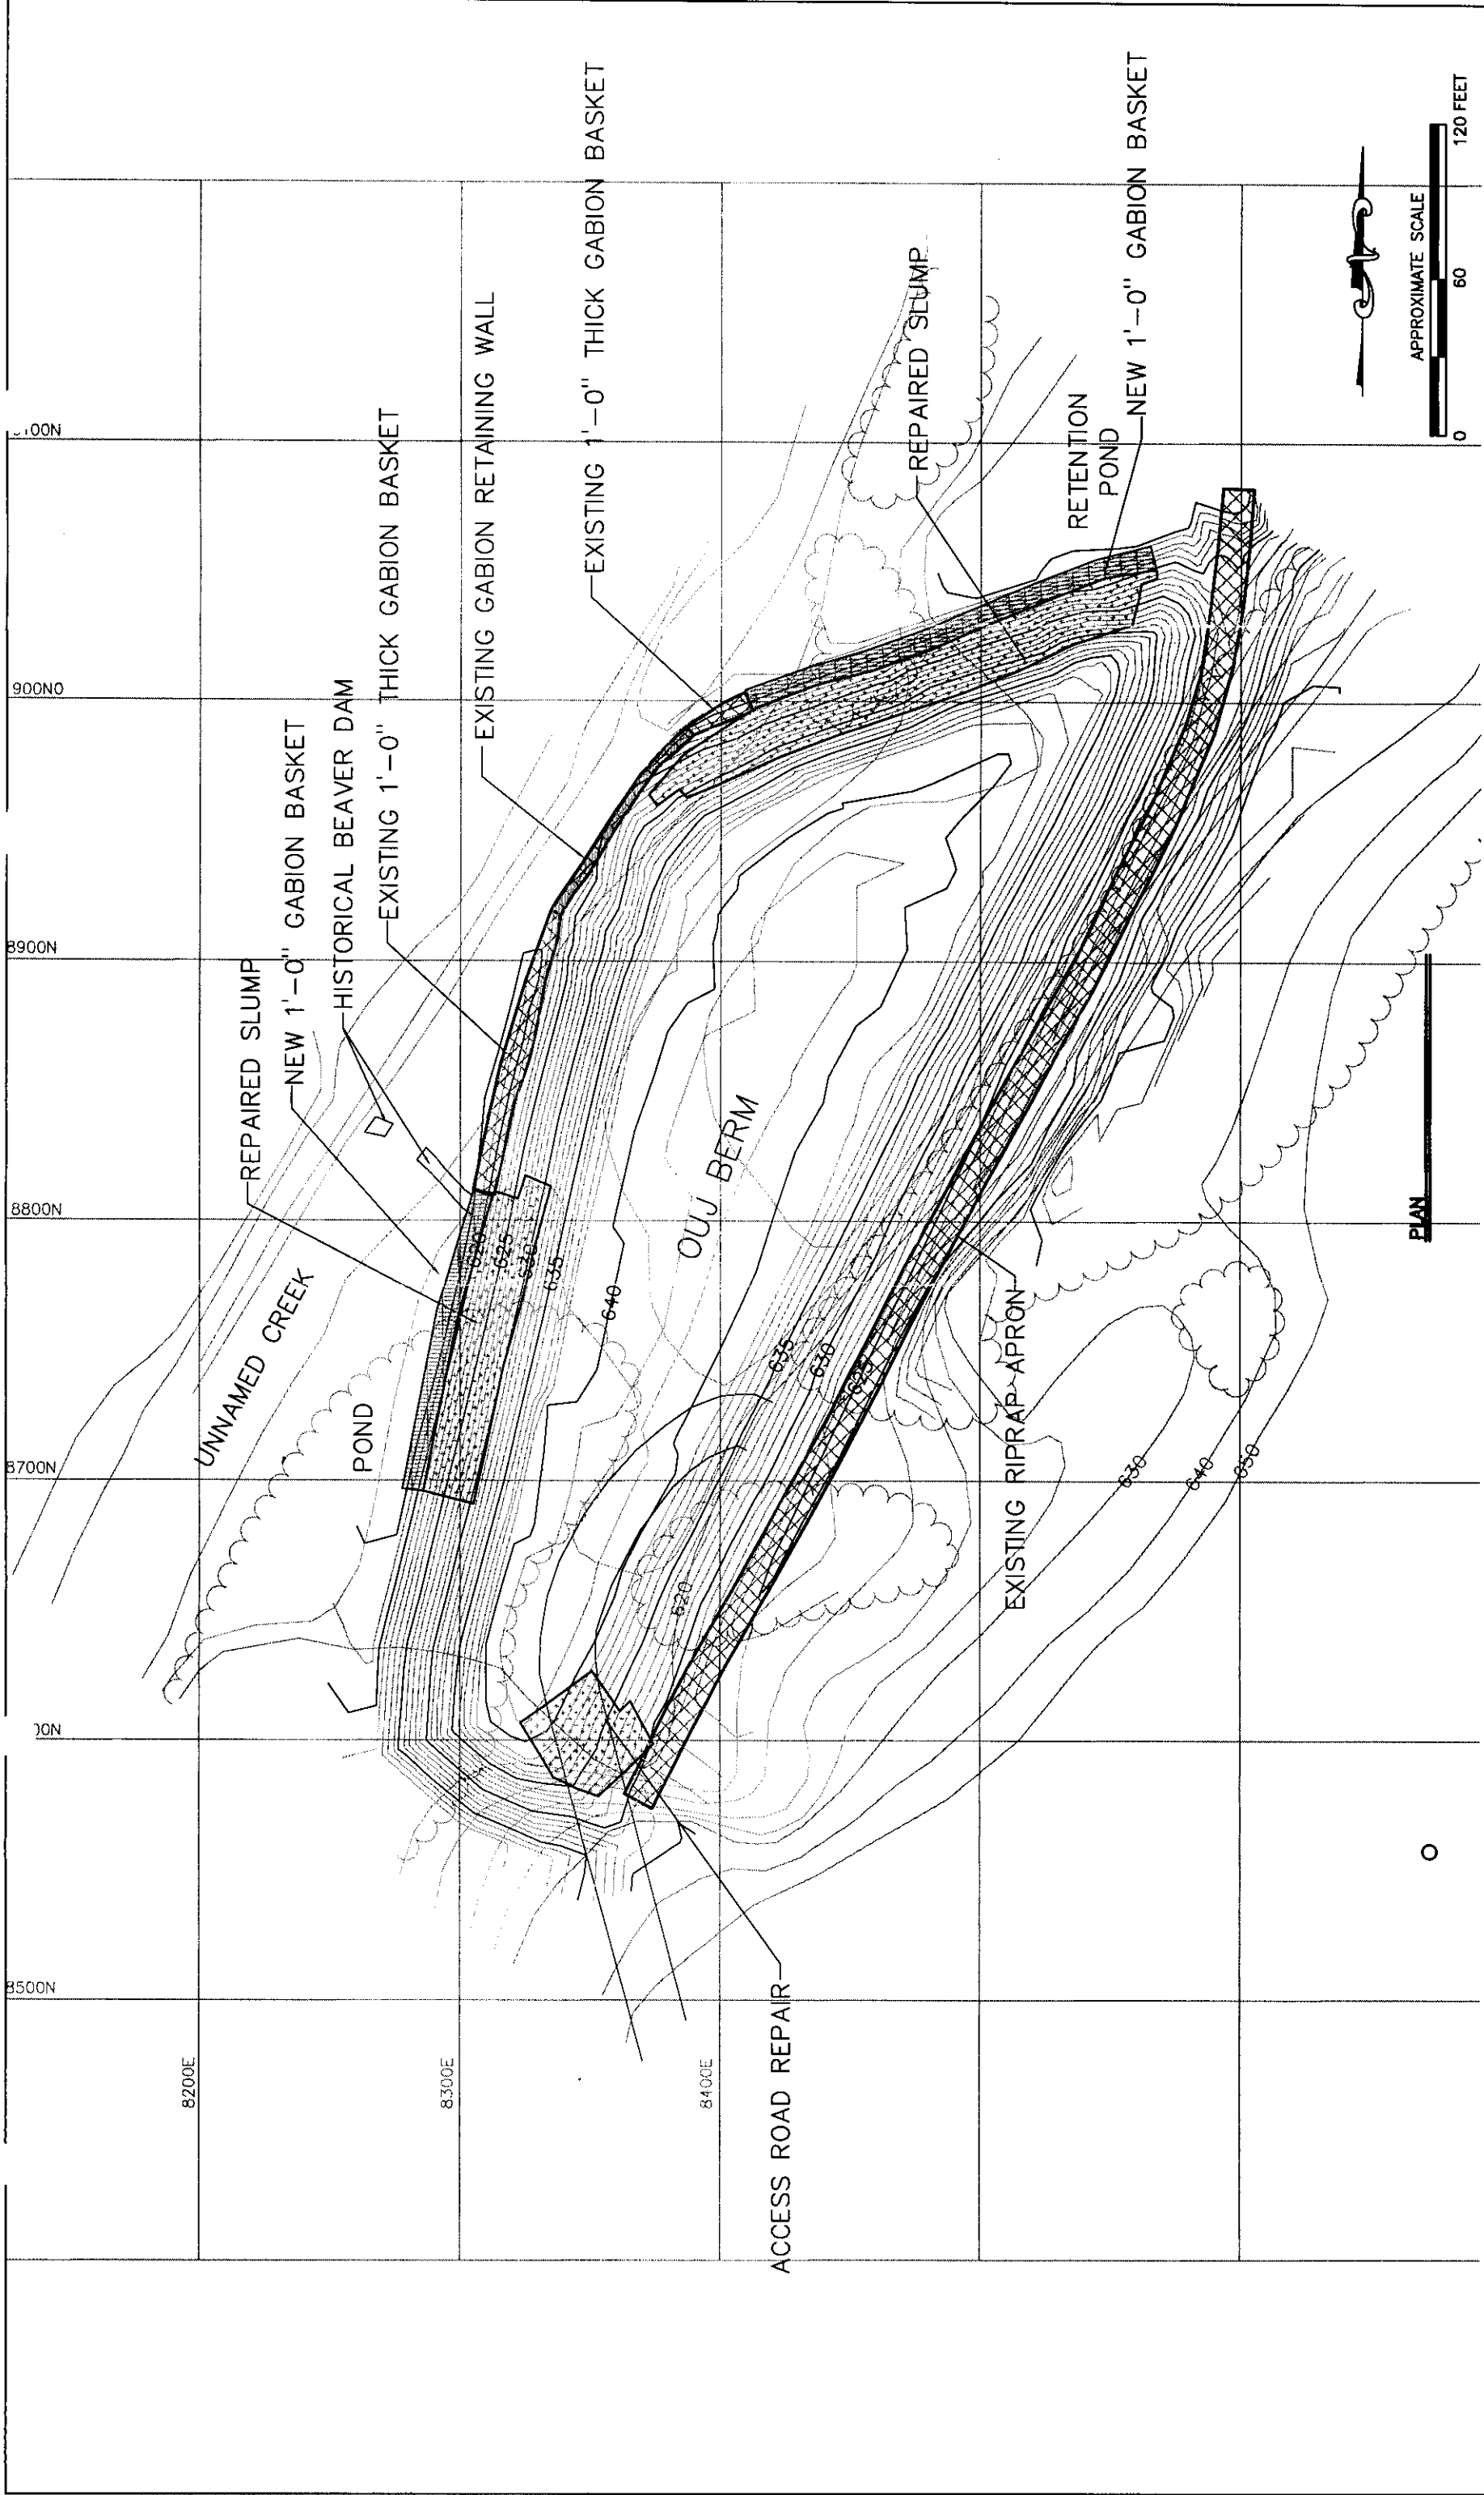 REPAIRED SLUMP
NEW 1'-0" GABION BASKET
HISTORICAL BEAVER DAM
EXISTING 1'-0" THICK GABION BASKET
EXISTING GABION RETAINING WALL
EXISTING 1'-0" THICK GABION BASKET
REPAIRED SLUMP
RETENTION
POND
NEW 1'-0" GABION BASKET
UNNAMED CREEK
POND
OUJ BERM
EXISTING RIPRAP APRON
ACCESS ROAD REPAIR
8200E
8300E
8400E
8500N
00N
8700N
8800N
8900N
900N0
100N
620
625
630
635
640
635
630
625
620
630
640
650
PLAN
APPROXIMATE SCALE
0
60
120 FEET